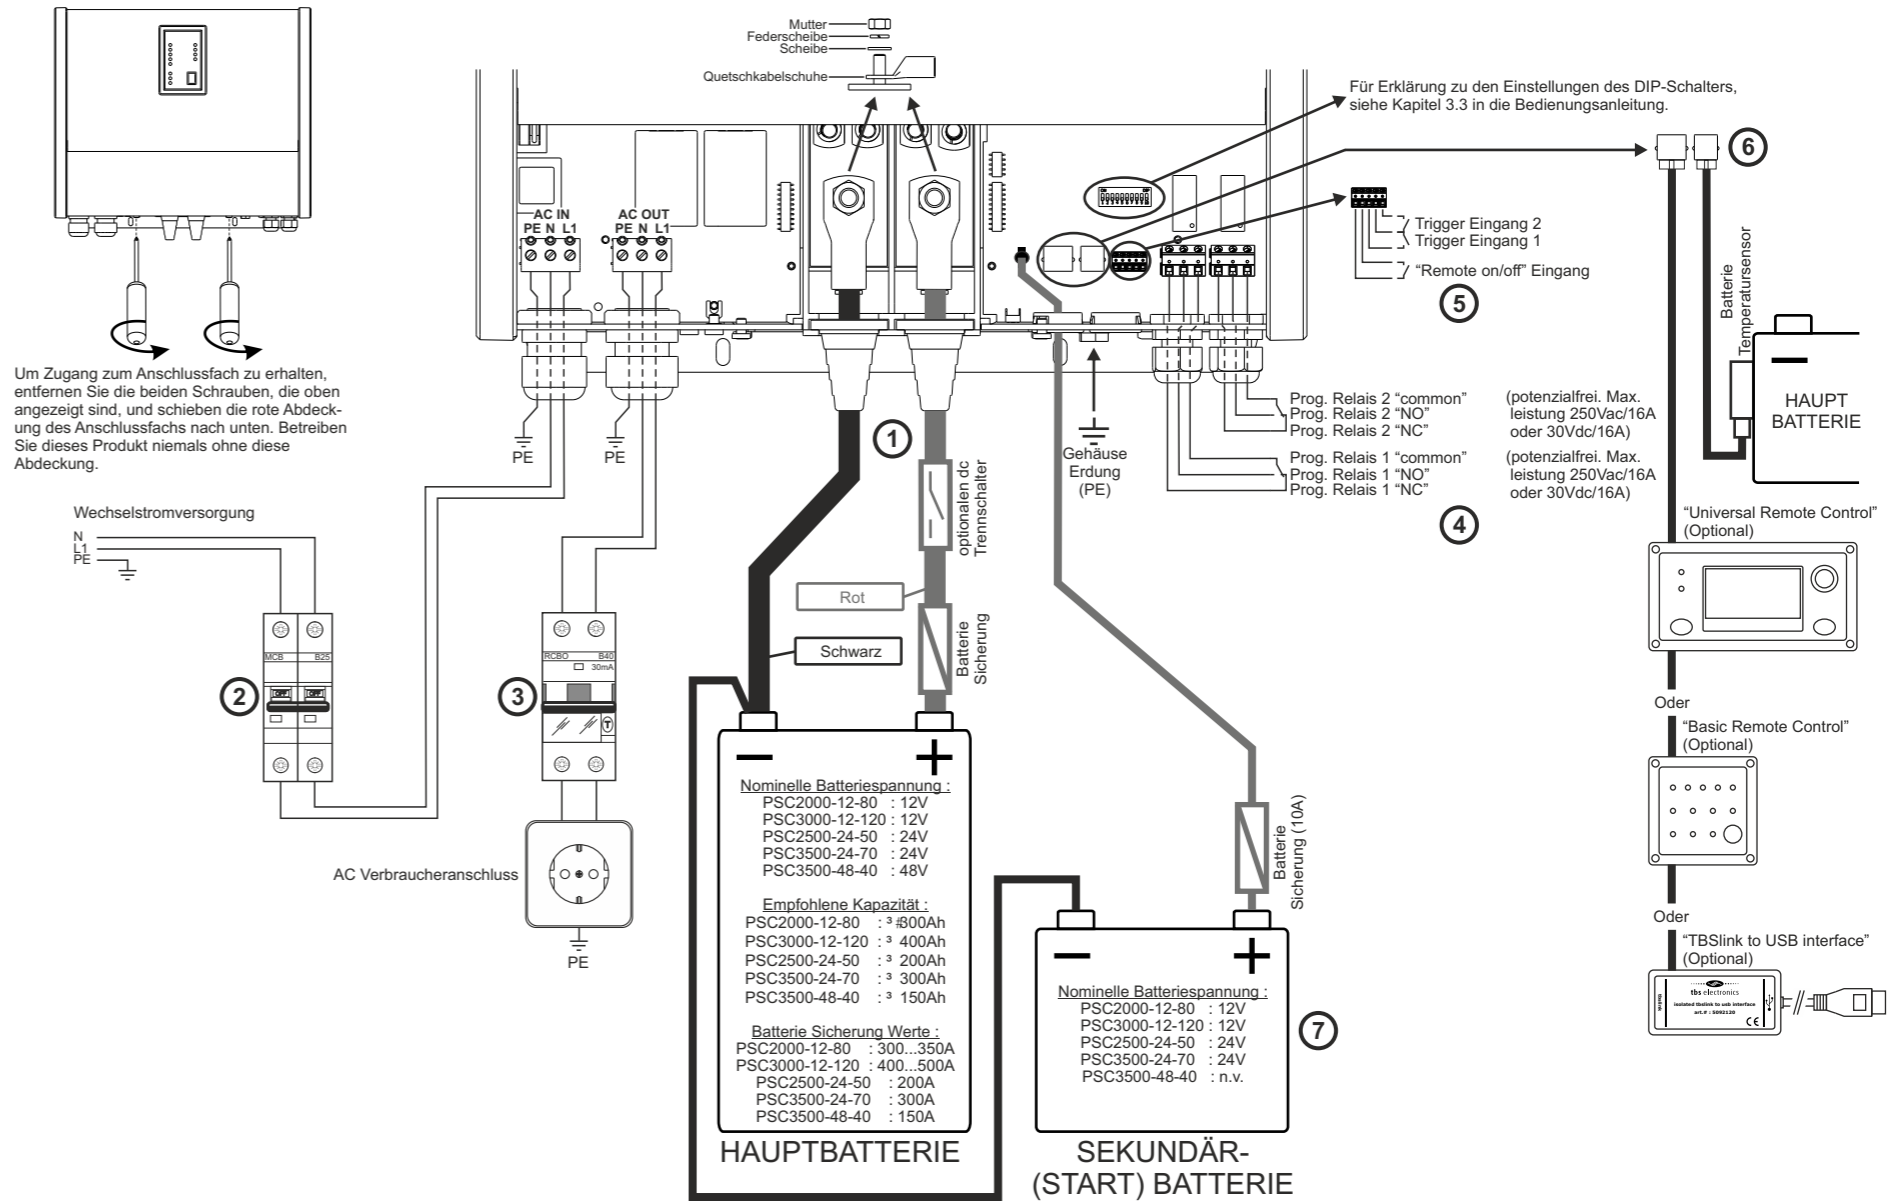 Mutter
Federscheibe
Scheibe
Quetschkabelschuhe
Für Erklärung zu den Einstellungen des DIP-Schalters,
siehe Kapitel 3.3 in die Bedienungsanleitung.
6
ON DIP
AC IN
PE N L1
AC OUT
PE N L1
Trigger Eingang 2
Trigger Eingang 1
“Remote on/off” Eingang
5
Um Zugang zum Anschlussfach zu erhalten,
entfernen Sie die beiden Schrauben, die oben
angezeigt sind, und schieben die rote Abdeck-
ung des Anschlussfachs nach unten. Betreiben
Sie dieses Produkt niemals ohne diese
Abdeckung.
PE
PE
1
Gehäuse
Erdung
(PE)
Prog. Relais 2 “common”
Prog. Relais 2 “NO”
Prog. Relais 2 “NC”
(potenzialfrei. Max.
leistung 250Vac/16A
oder 30Vdc/16A)
Prog. Relais 1 “common”
Prog. Relais 1 “NO”
Prog. Relais 1 “NC”
(potenzialfrei. Max.
leistung 250Vac/16A
oder 30Vdc/16A)
4
Batterie
Temperatursensor
HAUPT
BATTERIE
Wechselstromversorgung
N
L1
PE
optionalen dc
Trennschalter
Rot
Schwarz
Batterie
Sicherung
2
MCB B25
OFF OFF
3
RCBO B40
30mA
T
AC Verbraucheranschluss
PE
Nominelle Batteriespannung :
PSC2000-12-80 : 12V
PSC3000-12-120 : 12V
PSC2500-24-50 : 24V
PSC3500-24-70 : 24V
PSC3500-48-40 : 48V
Empfohlene Kapazität :
PSC2000-12-80 : ³ #300Ah
PSC3000-12-120 : ³ 400Ah
PSC2500-24-50 : ³ 200Ah
PSC3500-24-70 : ³ 300Ah
PSC3500-48-40 : ³ 150Ah
Batterie Sicherung Werte :
PSC2000-12-80 : 300...350A
PSC3000-12-120 : 400...500A
PSC2500-24-50 : 200A
PSC3500-24-70 : 300A
PSC3500-48-40 : 150A
HAUPTBATTERIE
Batterie
Sicherung (10A)
Nominelle Batteriespannung :
PSC2000-12-80 : 12V
PSC3000-12-120 : 12V
PSC2500-24-50 : 24V
PSC3500-24-70 : 24V
PSC3500-48-40 : n.v.
7
SEKUNDÄR-
(START) BATTERIE
“Universal Remote Control”
(Optional)
Oder
“Basic Remote Control”
(Optional)
Oder
“TBSlink to USB interface”
(Optional)
tbslink
tbs electronics
isolated tbslink to usb interface
art.# : 5092120
CE